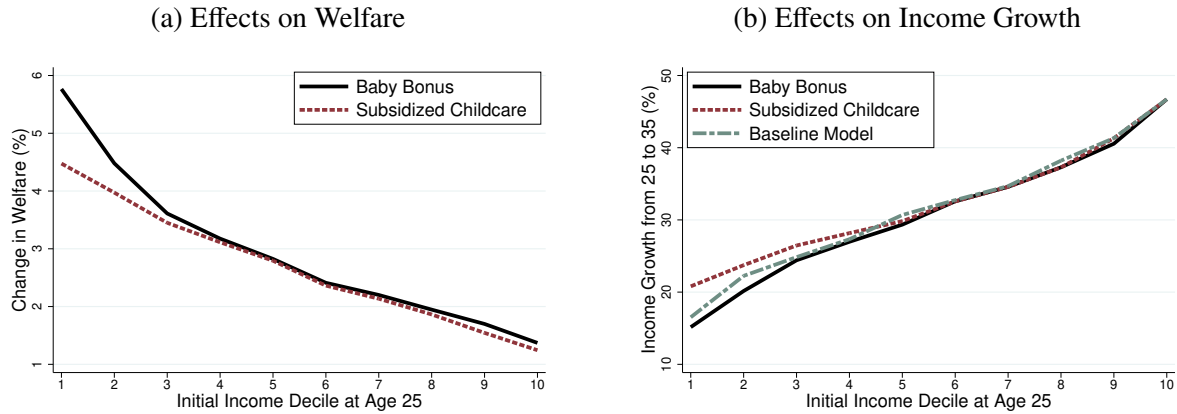 (a) Effects on Welfare
Change in Welfare (%)
6
5
4
3
2
1
Baby Bonus
Subsidized Childcare
1 2 3 4 5 6 7 8 9 10
Initial Income Decile at Age 25
(b) Effects on Income Growth
Income Growth from 25 to 35 (%)
50
40
30
20
10
Baby Bonus
Subsidized Childcare
Baseline Model
1 2 3 4 5 6 7 8 9 10
Initial Income Decile at Age 25